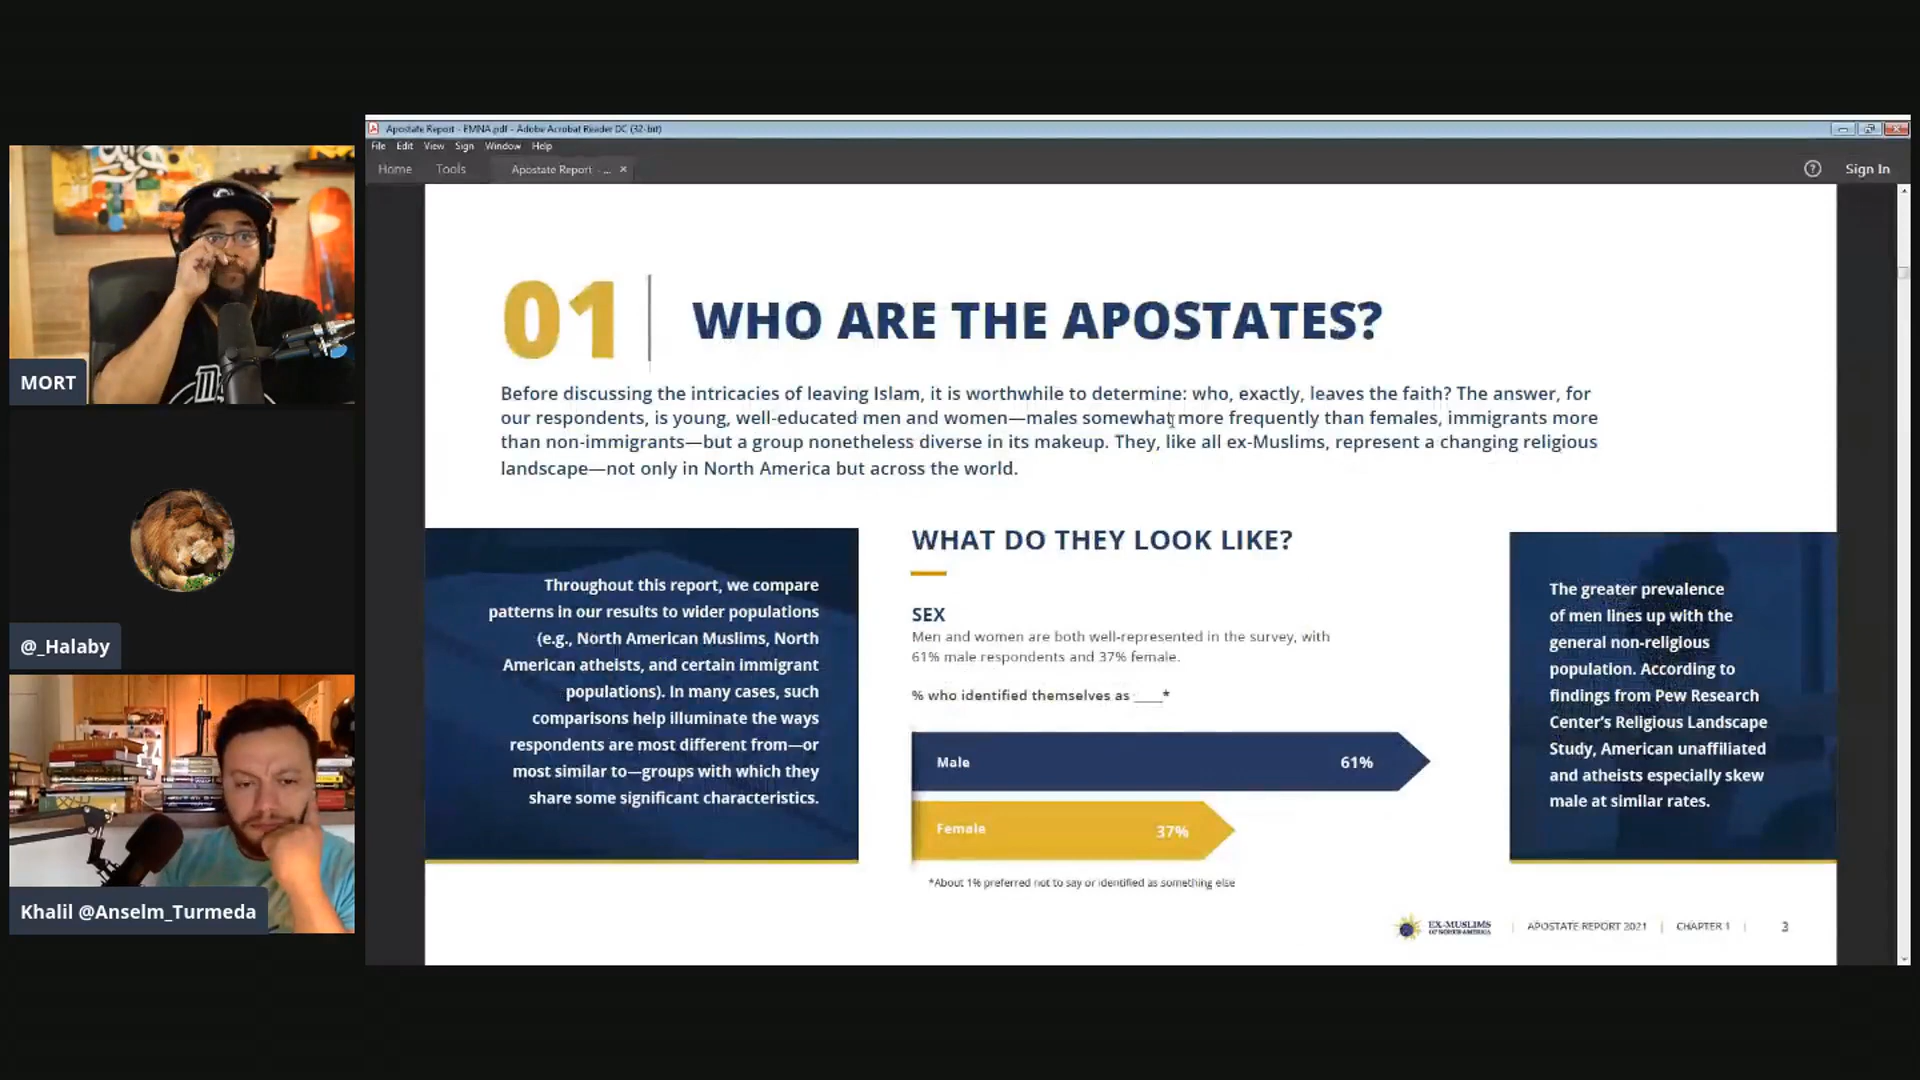 Apostate Report - EMNA.pdf - Adobe Acrobat Reader DC (32-bit)
File Edit View Sign Window Help
Home Tools Apostate Report - ... × ? Sign In
01 WHO ARE THE APOSTATES?
Before discussing the intricacies of leaving Islam, it is worthwhile to determine: who, exactly, leaves the faith? The answer, for
our respondents, is young, well-educated men and women—males somewhat more frequently than females, immigrants more
than non-immigrants—but a group nonetheless diverse in its makeup. They, like all ex-Muslims, represent a changing religious
landscape—not only in North America but across the world.
Throughout this report, we compare
patterns in our results to wider populations
(e.g., North American Muslims, North
American atheists, and certain immigrant
populations). In many cases, such
comparisons help illuminate the ways
respondents are most different from—or
most similar to—groups with which they
share some significant characteristics.
WHAT DO THEY LOOK LIKE?
SEX
Men and women are both well-represented in the survey, with
61% male respondents and 37% female.
% who identified themselves as ____*
Male 61%
Female 37%
*About 1% preferred not to say or identified as something else
The greater prevalence
of men lines up with the
general non-religious
population. According to
findings from Pew Research
Center's Religious Landscape
Study, American unaffiliated
and atheists especially skew
male at similar rates.
EX-MUSLIMS
OF NORTH AMERICA
| APOSTATE REPORT 2021 | CHAPTER 1 | 3
MORT
@_Halaby
Khalil @Anselm_Turmeda